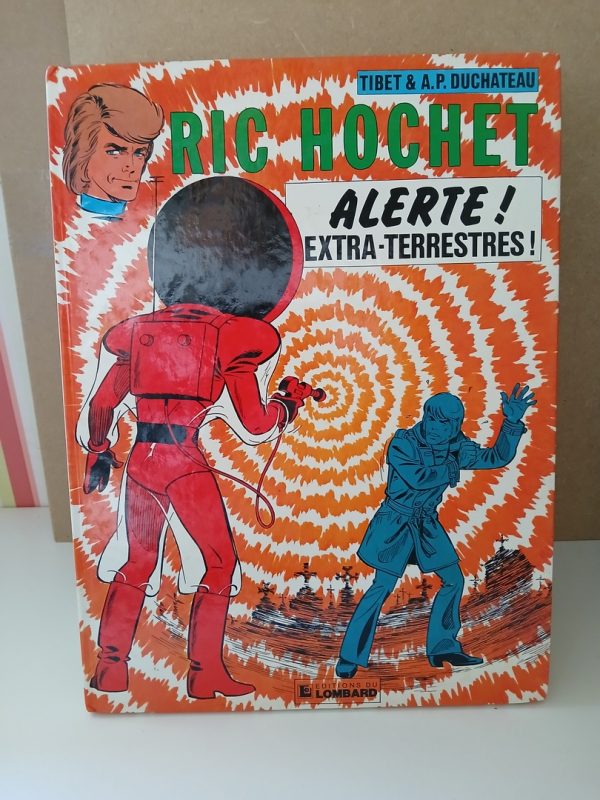 TIBET & A.P. DUCHATEAU
RIC HOCHET
ALERTE !
EXTRA-TERRESTRES !
EDITIONS DU
LOMBARD